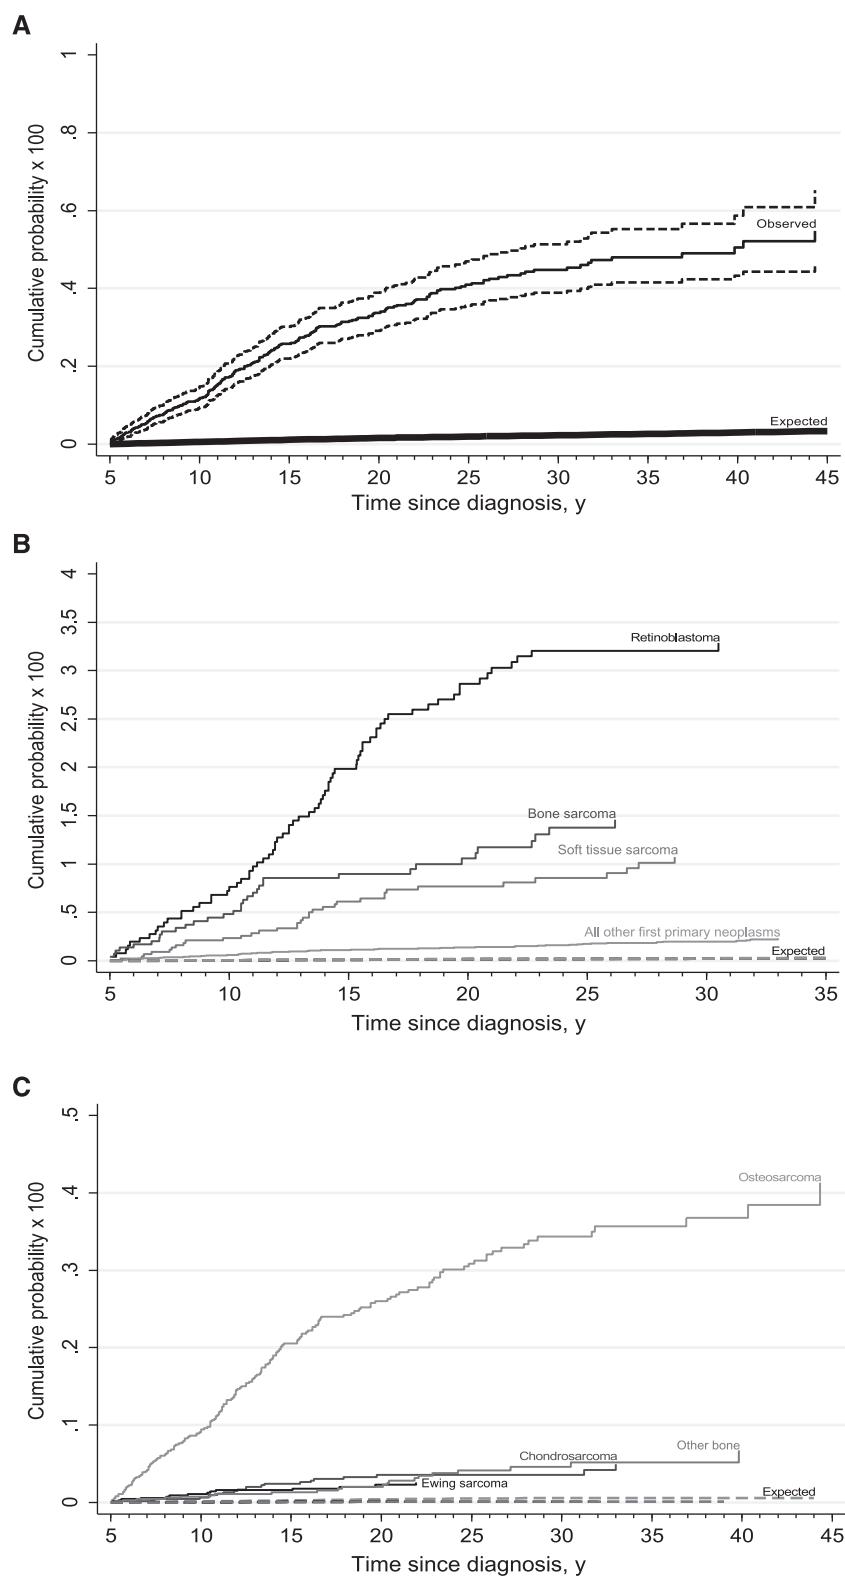 A
Cumulative probability x 100
1
.8
.6
.4
.2
0
Observed
Expected
5 10 15 20 25 30 35 40 45
Time since diagnosis, y
B
Cumulative probability x 100
4
3.5
3
2.5
2
1.5
1
.5
0
Retinoblastoma
Bone sarcoma
Soft tissue sarcoma
All other first primary neoplasms
Expected
5 10 15 20 25 30 35
Time since diagnosis, y
C
Cumulative probability x 100
.5
.4
.3
.2
.1
0
Osteosarcoma
Other bone
Chondrosarcoma
Ewing sarcoma
Expected
5 10 15 20 25 30 35 40 45
Time since diagnosis, y